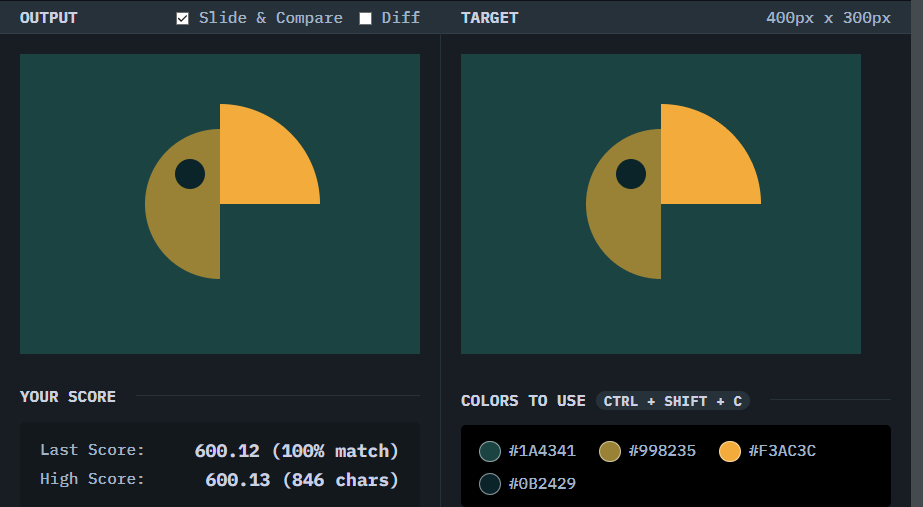 OUTPUT
Slide & Compare
Diff
TARGET
400px x 300px
YOUR SCORE
Last Score: 600.12 (100% match)
High Score: 600.13 (846 chars)
COLORS TO USE CTRL + SHIFT + C
#1A4341 #998235 #F3AC3C
#0B2429